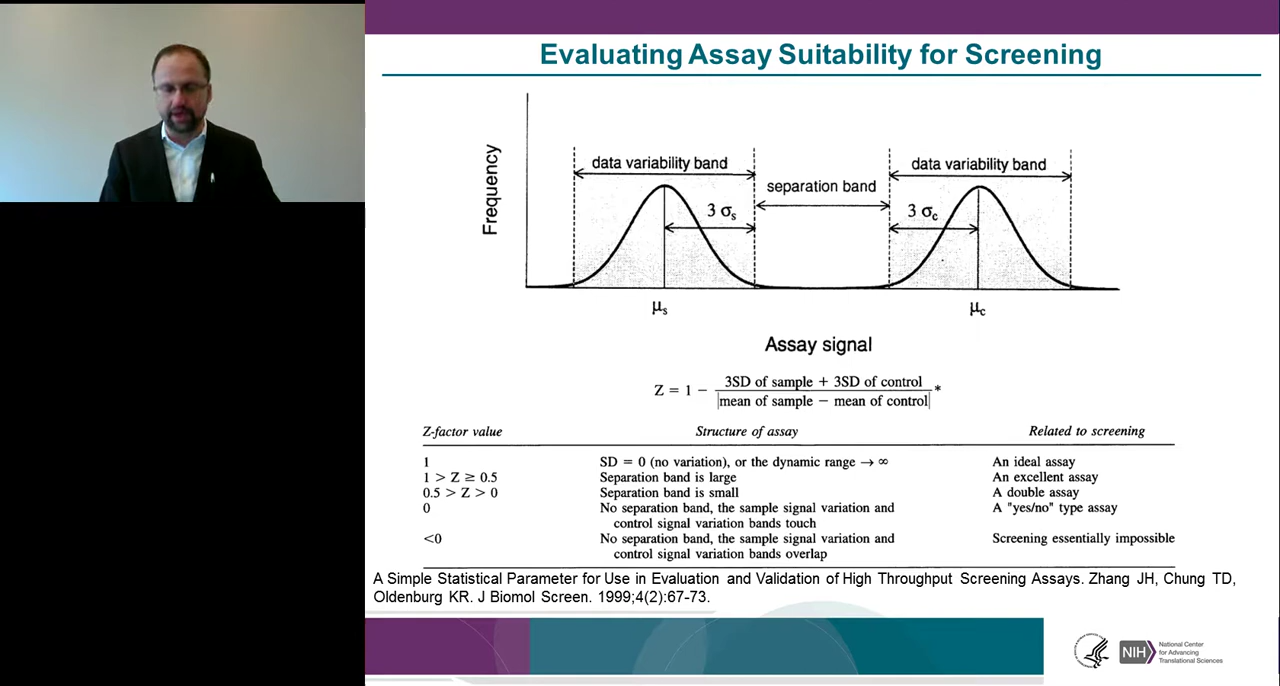 Evaluating Assay Suitability for Screening
Frequency
data variability band
data variability band
separation band
3 σs
3 σc
μs
μc
Assay signal
Z = 1 − 3SD of sample + 3SD of control / |mean of sample − mean of control| *
Z-factor value Structure of assay Related to screening
1 SD = 0 (no variation), or the dynamic range → ∞ An ideal assay
1 > Z ≥ 0.5 Separation band is large An excellent assay
0.5 > Z > 0 Separation band is small A double assay
0 No separation band, the sample signal variation and A "yes/no" type assay
control signal variation bands touch
<0 No separation band, the sample signal variation and Screening essentially impossible
control signal variation bands overlap
A Simple Statistical Parameter for Use in Evaluation and Validation of High Throughput Screening Assays. Zhang JH, Chung TD,
Oldenburg KR. J Biomol Screen. 1999;4(2):67-73.
NIH
National Center
for Advancing
Translational Sciences